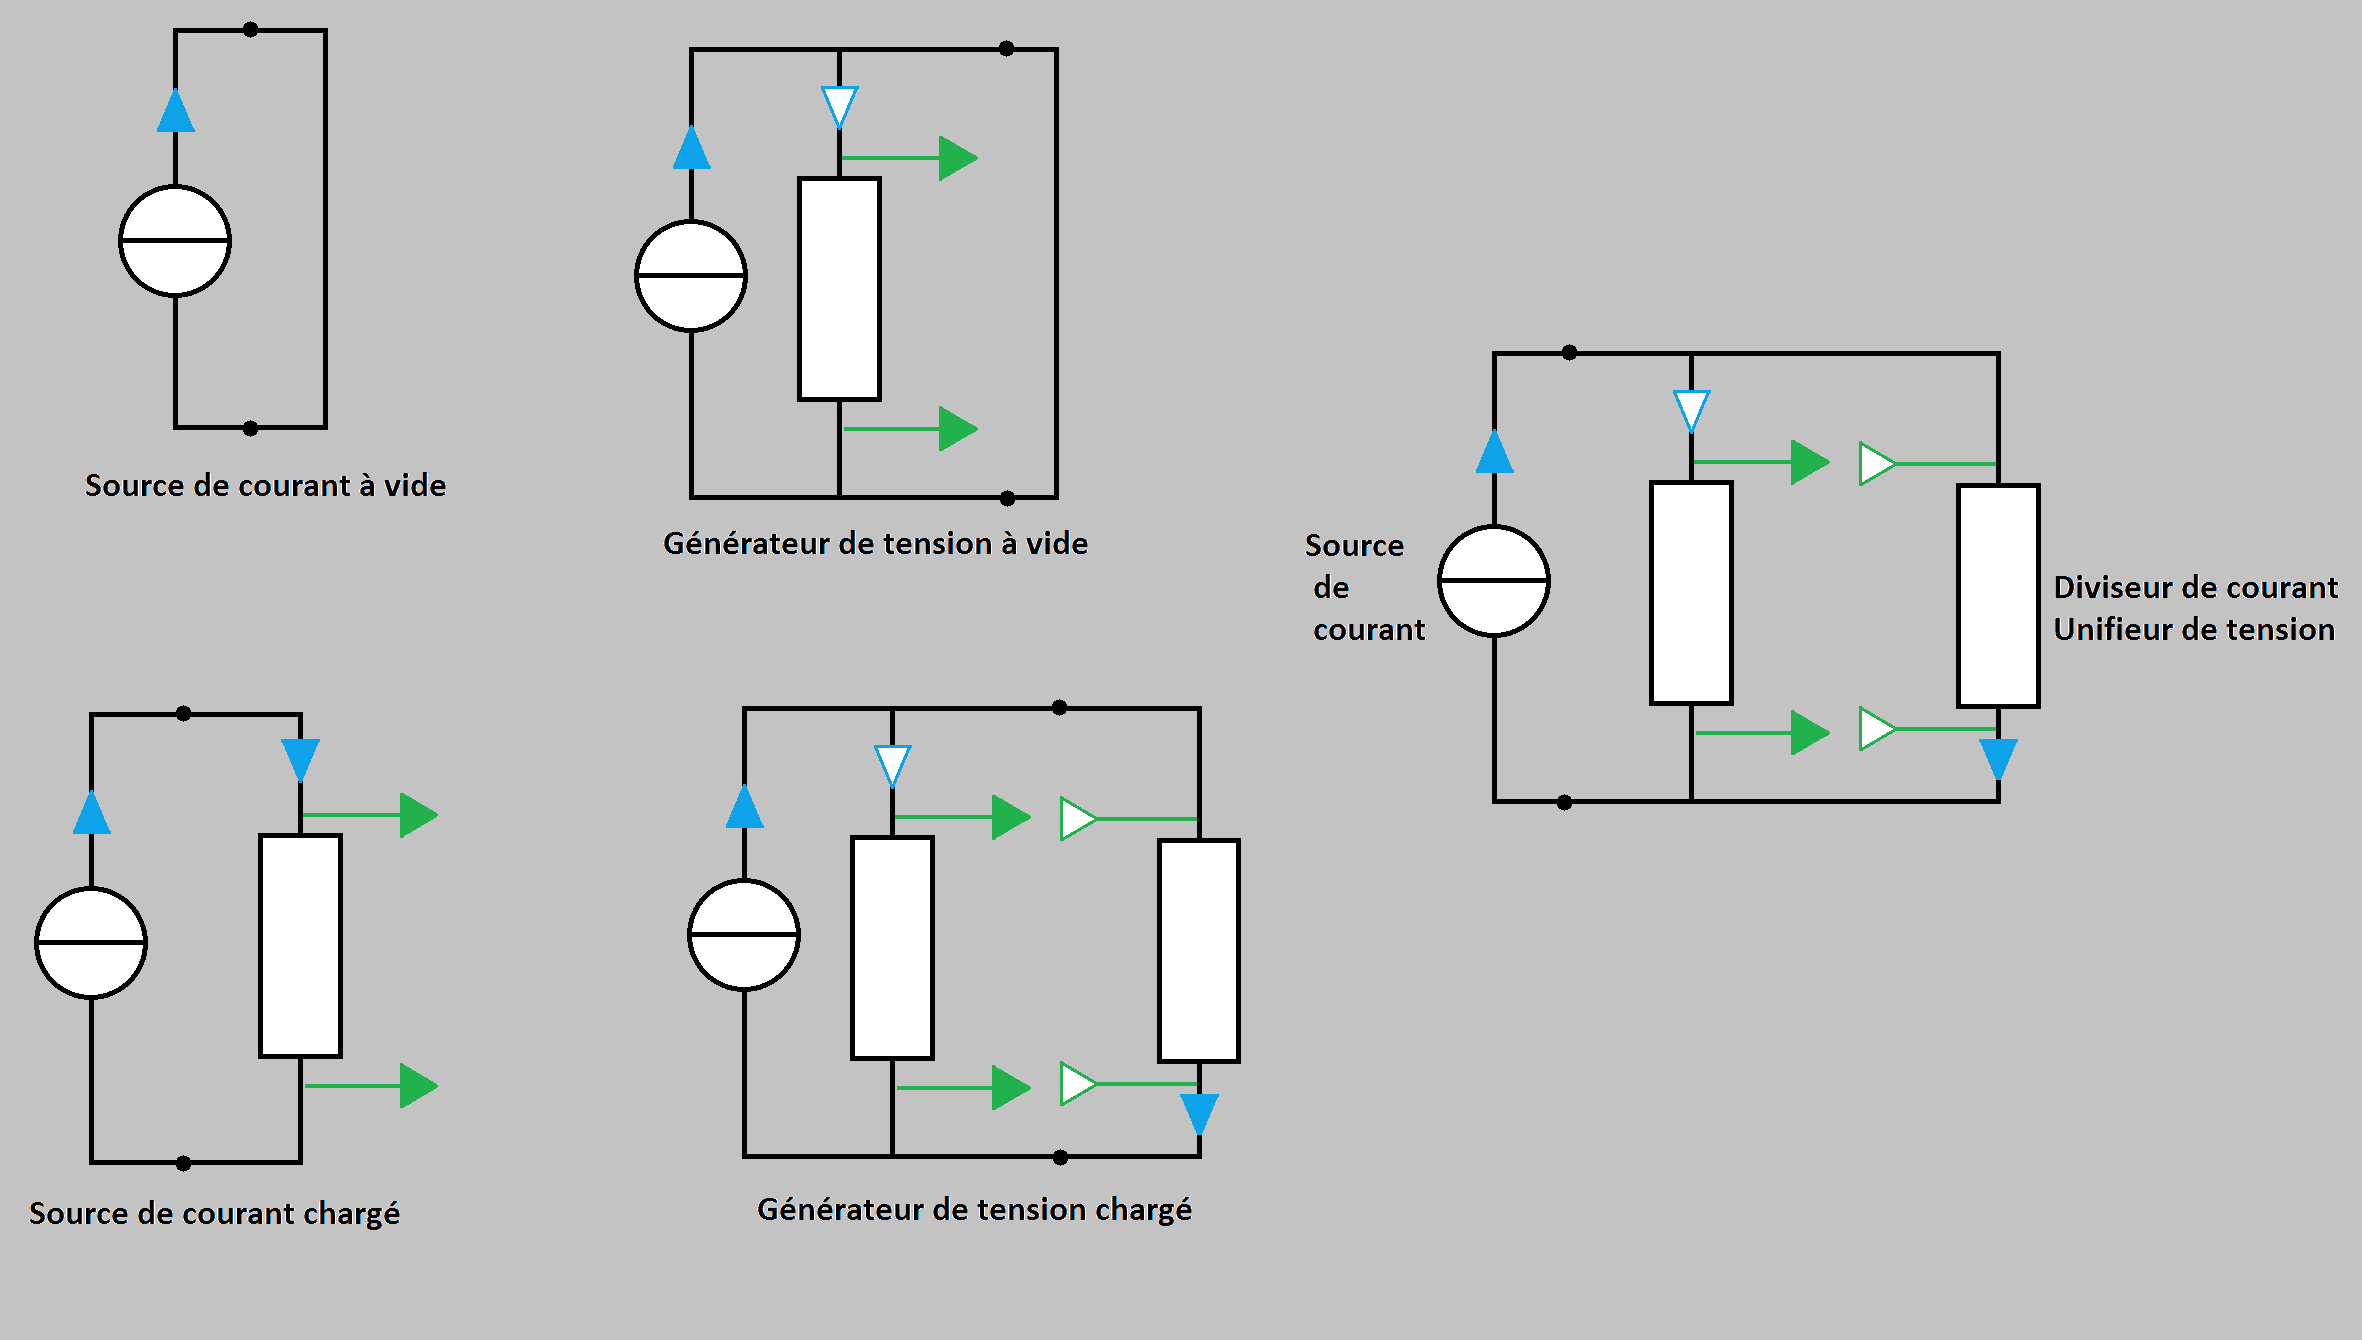 Source de courant à vide
Générateur de tension à vide
Source
de
courant
Diviseur de courant
Unifieur de tension
Source de courant chargé
Générateur de tension chargé